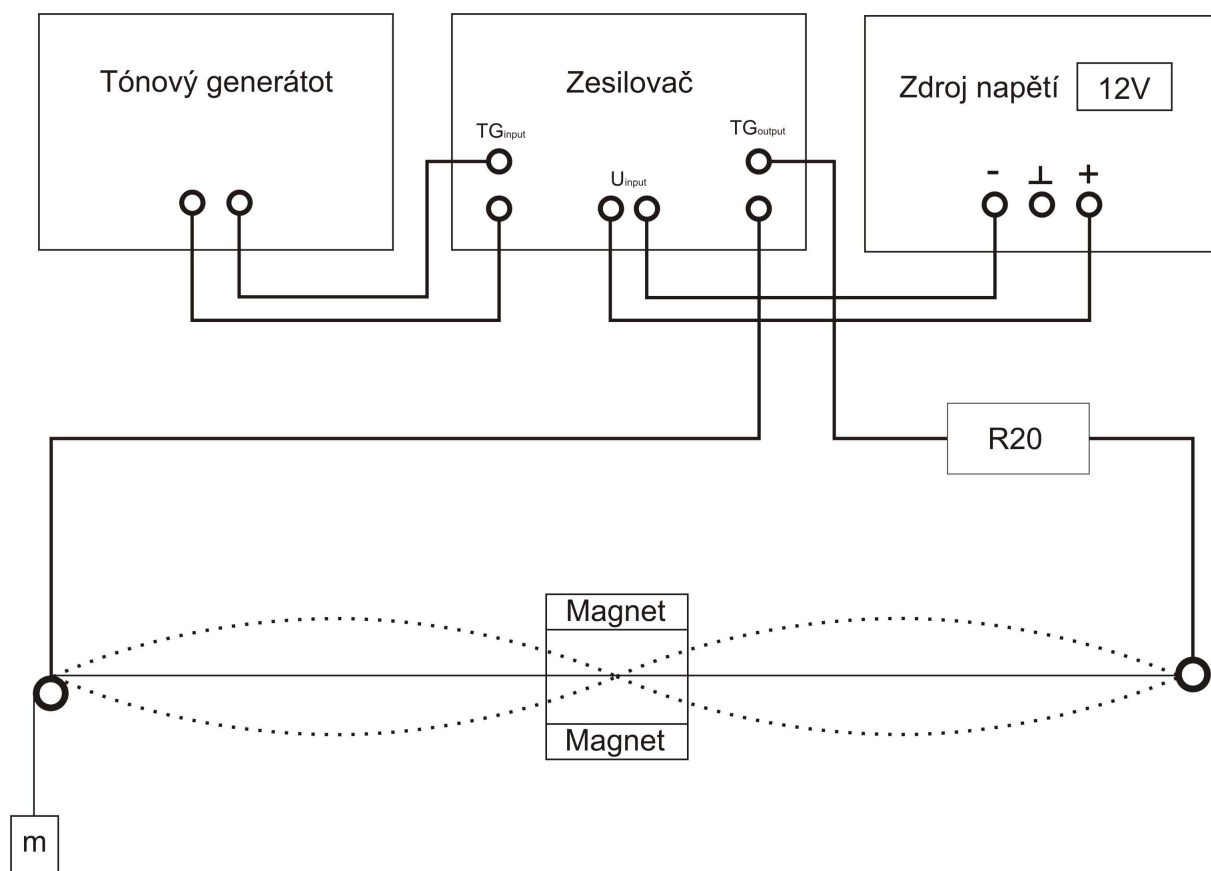 Tónový generátot
Zesilovač
Zdroj napětí 12V
TGinput
TGoutput
Uinput
- ⊥ +
R20
Magnet
Magnet
m